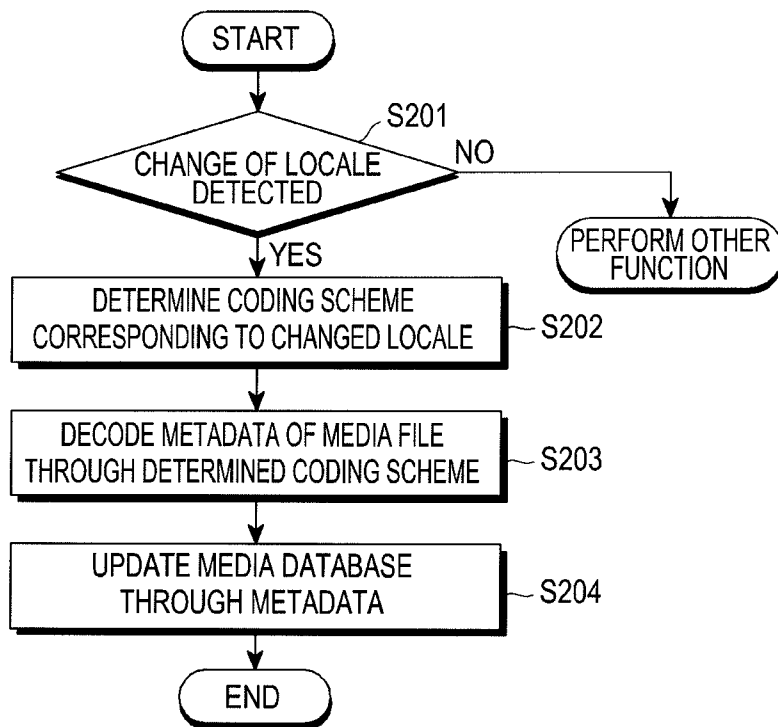 START
S201
CHANGE OF LOCALE
DETECTED
NO
YES
PERFORM OTHER
FUNCTION
DETERMINE CODING SCHEME
CORRESPONDING TO CHANGED LOCALE
S202
DECODE METADATA OF MEDIA FILE
THROUGH DETERMINED CODING SCHEME
S203
UPDATE MEDIA DATABASE
THROUGH METADATA
S204
END